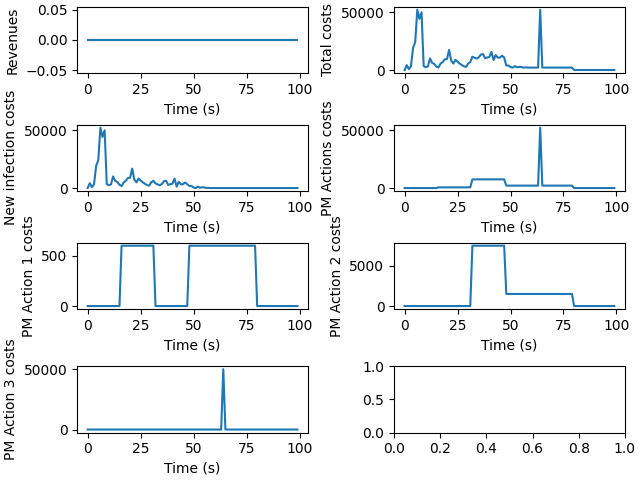 Revenues
0.05
0.00
−0.05
0 25 50 75 100
Time (s)
Total costs
50000
0
0 25 50 75 100
Time (s)
New infection costs
50000
0
0 25 50 75 100
Time (s)
PM Actions costs
50000
0
0 25 50 75 100
Time (s)
PM Action 1 costs
500
0
0 25 50 75 100
Time (s)
PM Action 2 costs
5000
0
0 25 50 75 100
Time (s)
PM Action 3 costs
50000
0
0 25 50 75 100
Time (s)
1.0
0.5
0.0
0.0 0.2 0.4 0.6 0.8 1.0